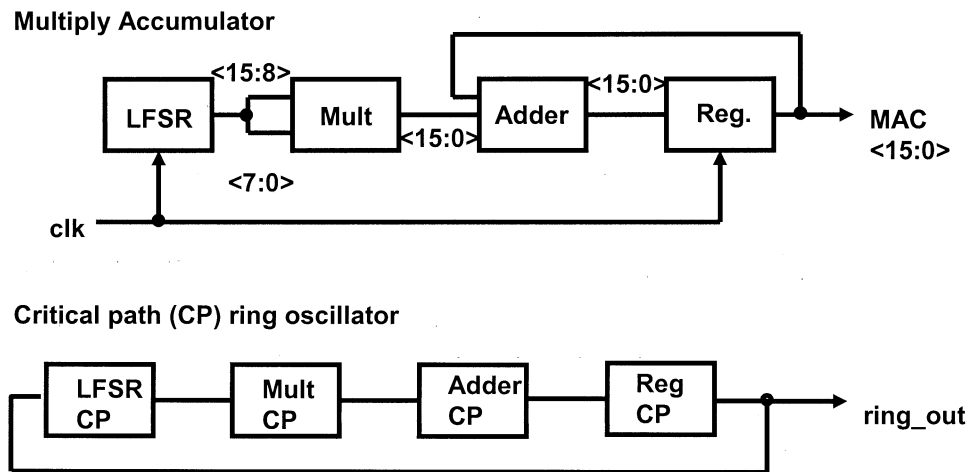 Multiply Accumulator
<15:8>
<15:0>
LFSR
Mult
Adder
Reg.
MAC
<15:0>
<15:0>
<7:0>
clk
Critical path (CP) ring oscillator
LFSR
CP
Mult
CP
Adder
CP
Reg
CP
ring_out